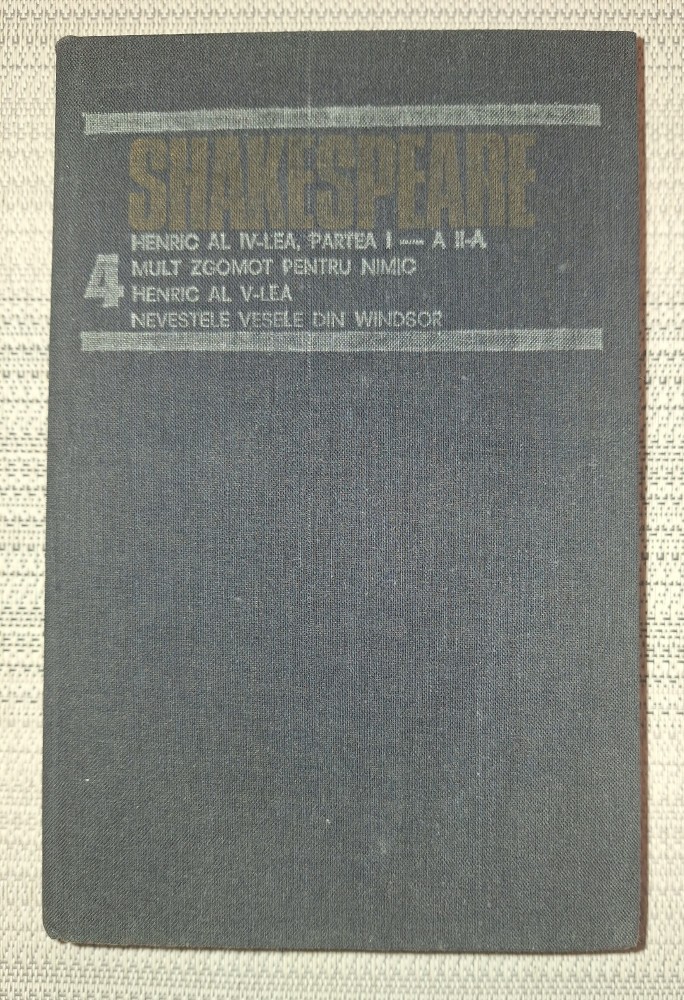 SHAKESPEARE
HENRIC AL IV-LEA, PARTEA I — A II-A
4
MULT ZGOMOT PENTRU NIMIC
HENRIC AL V-LEA
NEVESTELE VESELE DIN WINDSOR